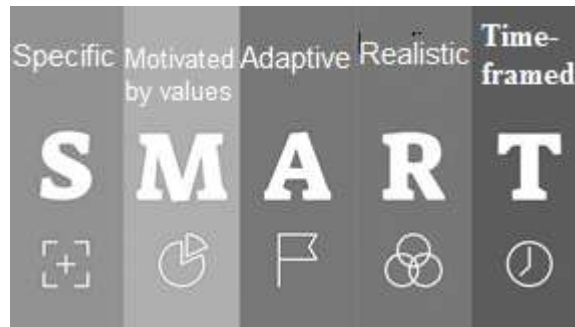 Specific
Motivated
by values
Adaptive
Realistic
Time-
framed
S M A R T